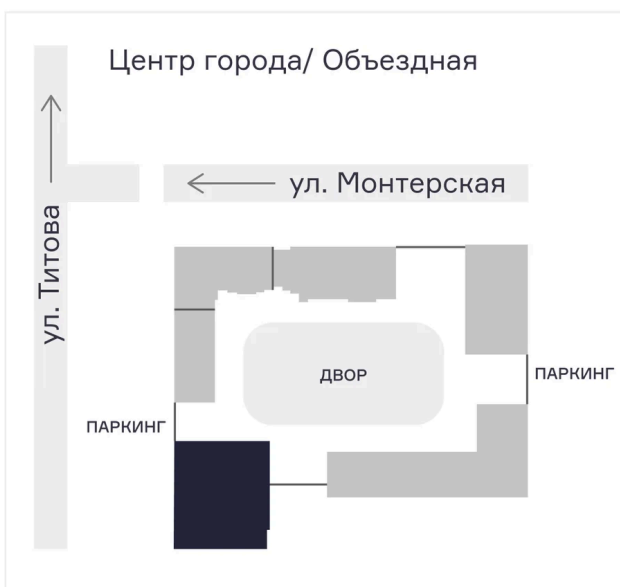 Центр города/ Объездная
ул. Монтерская
ул. Титова
ДВОР
ПАРКИНГ
ПАРКИНГ